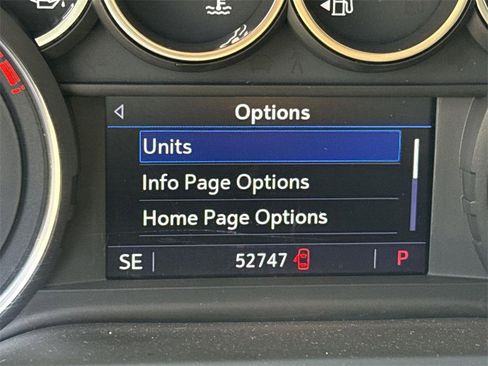 Options
Units
Info Page Options
Home Page Options
SE 52747 P